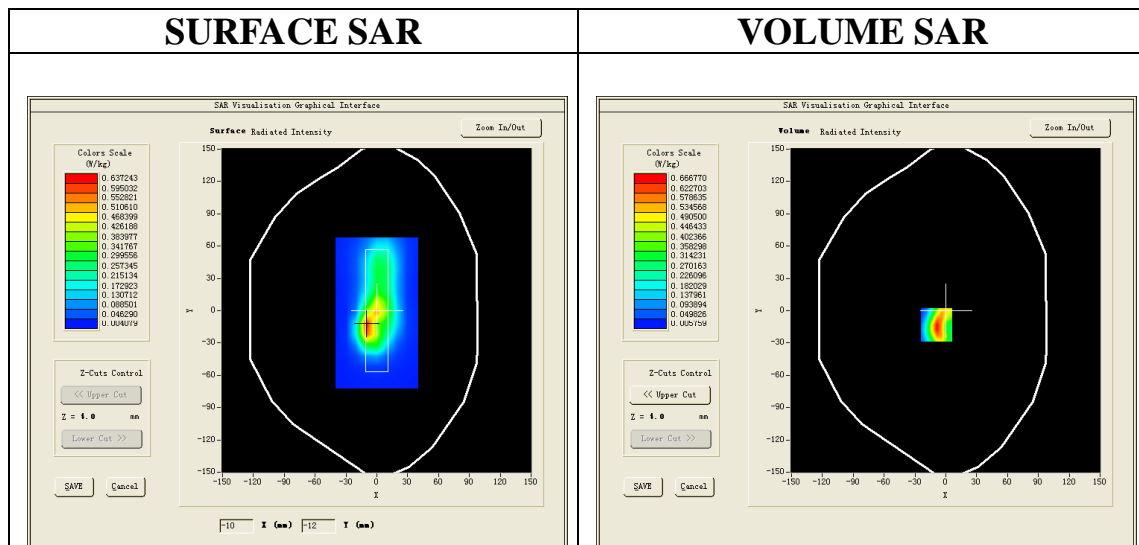 SURFACE SAR
VOLUME SAR
SAR Visualisation Graphical Interface
Surface Radiated Intensity
Zoom In/Out
Colors Scale
(W/kg)
0.637243
0.595032
0.552821
0.510610
0.468399
0.426188
0.383977
0.341767
0.299556
0.257345
0.215134
0.172923
0.130712
0.088501
0.046290
0.004079
150
120
90
60
30
0
-30
-60
-90
-120
-150
Y
-150 -120 -90 -60 -30 0 30 60 90 120 150
X
Z-Cuts Control
<< Upper Cut
Z = 4.0 mm
Lower Cut >>
SAVE
Cancel
-10 X (mm) -12 Y (mm)
SAR Visualisation Graphical Interface
Volume Radiated Intensity
Zoom In/Out
Colors Scale
(W/kg)
0.666770
0.622703
0.578635
0.534568
0.490500
0.446433
0.402366
0.358298
0.314231
0.270163
0.226096
0.182029
0.137961
0.093894
0.049826
0.005759
150
120
90
60
30
0
-30
-60
-90
-120
-150
Y
-150 -120 -90 -60 -30 0 30 60 90 120 150
X
Z-Cuts Control
<< Upper Cut
Z = 4.0 mm
Lower Cut >>
SAVE
Cancel